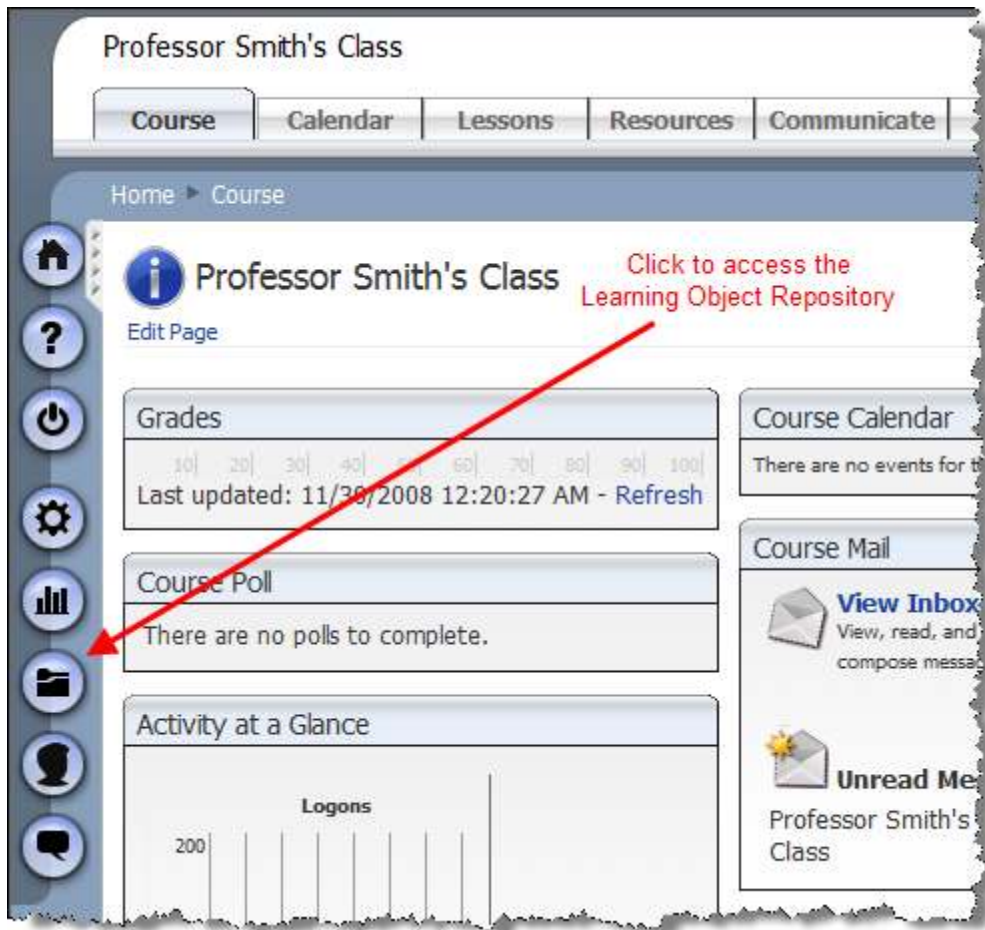 Professor Smith's Class
Course Calendar Lessons Resources Communicate
Home Course
Professor Smith's Class
Click to access the
Learning Object Repository
Edit Page
Grades
10 20 30 40 60 70 80 90 100
Last updated: 11/30/2008 12:20:27 AM - Refresh
Course Poll
There are no polls to complete.
Activity at a Glance
Logons
200
Course Calendar
There are no events for
Course Mail
View Inbox
View, read, and
compose
Unread
Professor Smith's
Class